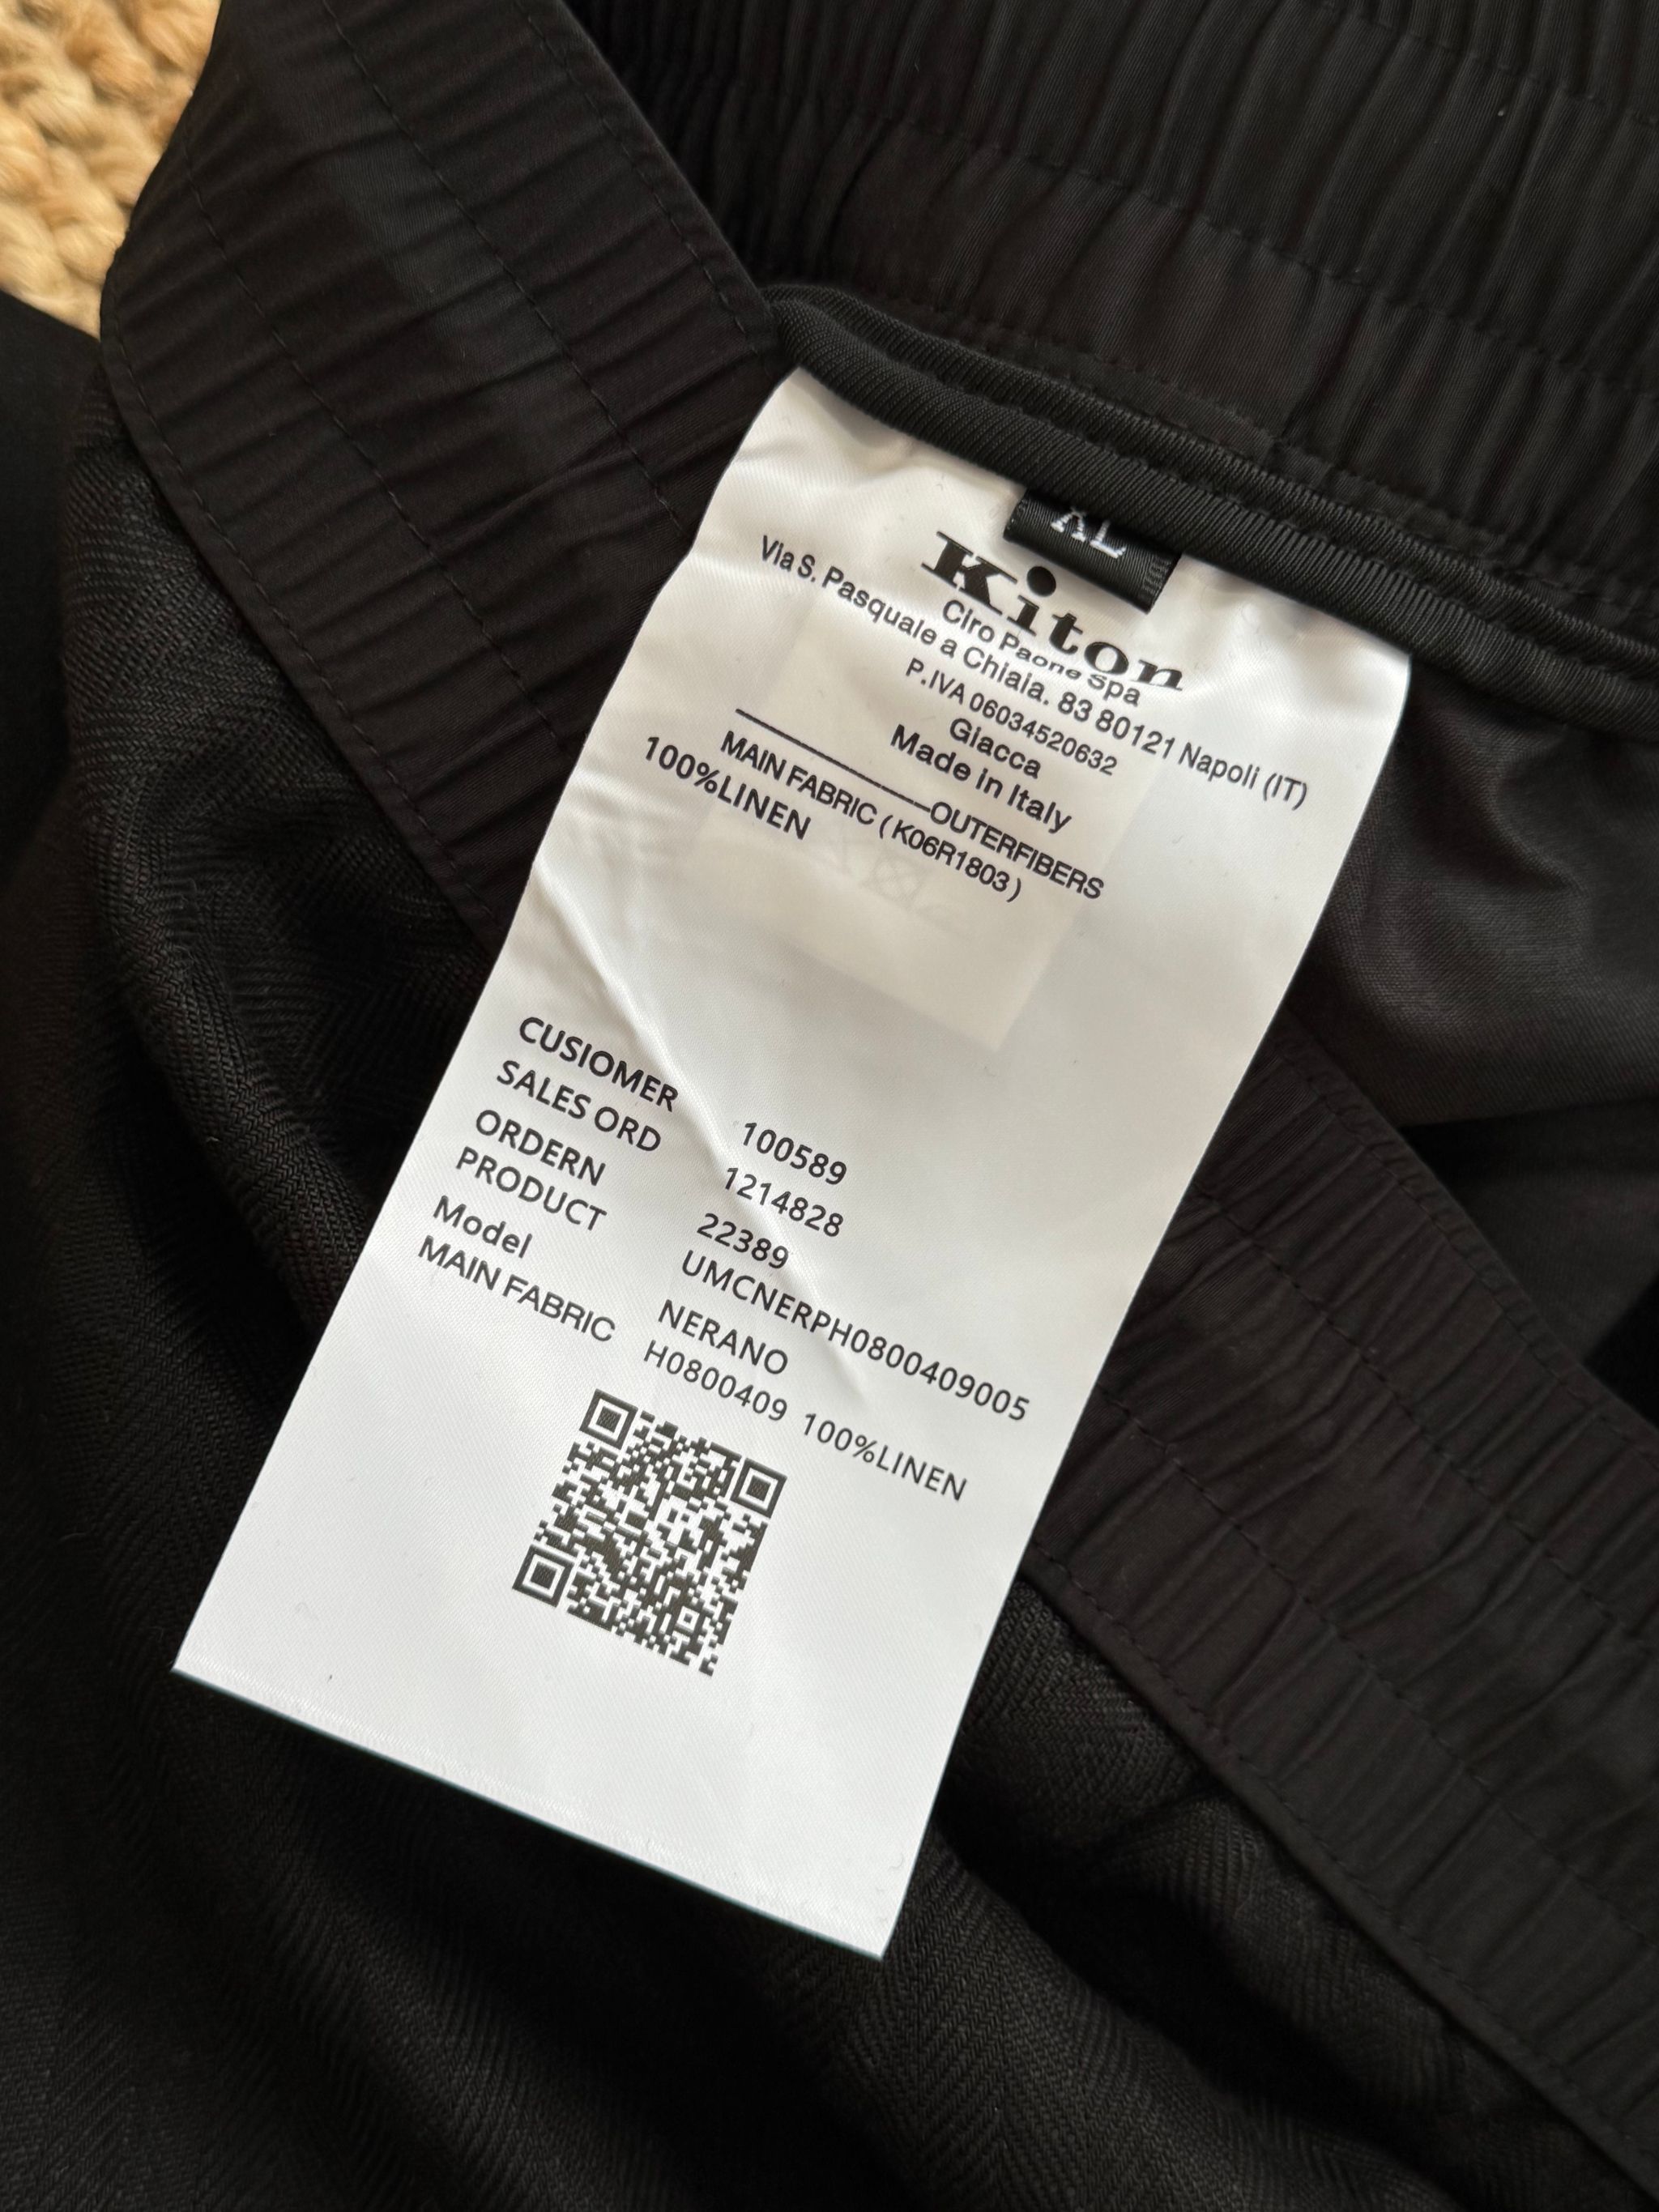 XL
Kiton
Ciro Paone Spa
Via S. Pasquale a Chiaia. 83 80121 Napoli (IT)
P.IVA 06034520632
Giacca
Made in Italy
OUTERFIBERS
MAIN FABRIC ( K06R1803 )
100%LINEN
CUSIOMER 100589
SALES ORD 1214828
ORDERN 22389
PRODUCT UMCNERPH0800409005
Model NERANO
MAIN FABRIC H0800409 100%LINEN